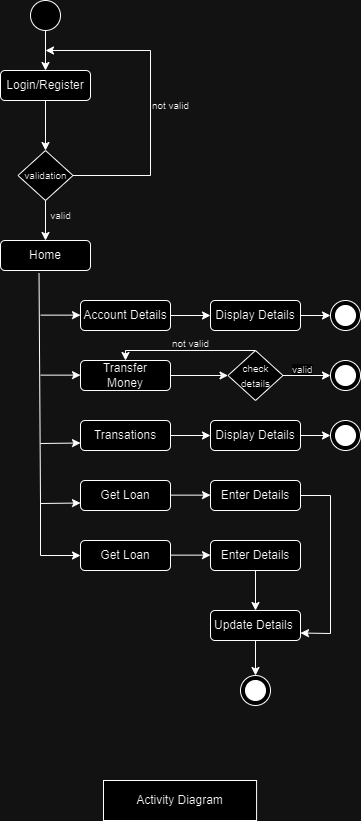 Login/Register
not valid
validation
valid
Home
Account Details
Display Details
not valid
Transfer
Money
check
details
valid
Transations
Display Details
Get Loan
Enter Details
Get Loan
Enter Details
Update Details
Activity Diagram